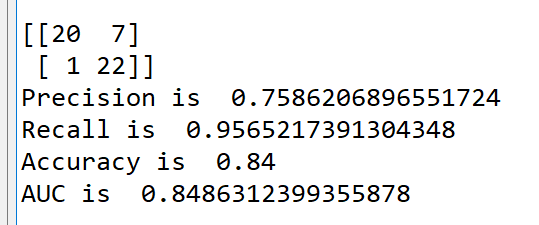 [[20  7]
 [ 1 22]]
Precision is  0.7586206896551724
Recall is  0.9565217391304348
Accuracy is  0.84
AUC is  0.8486312399355878